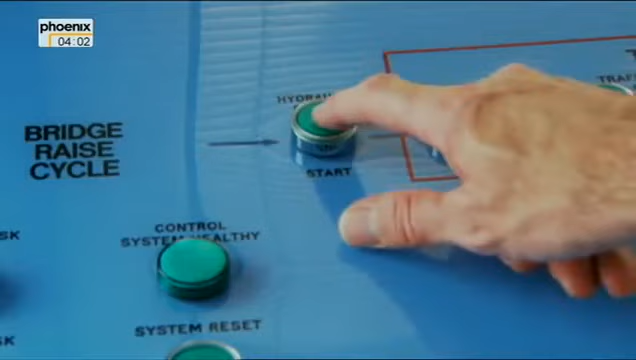 phoenix
04:02
BRIDGE
RAISE
CYCLE
START
CONTROL
SYSTEM HEALTHY
SYSTEM RESET